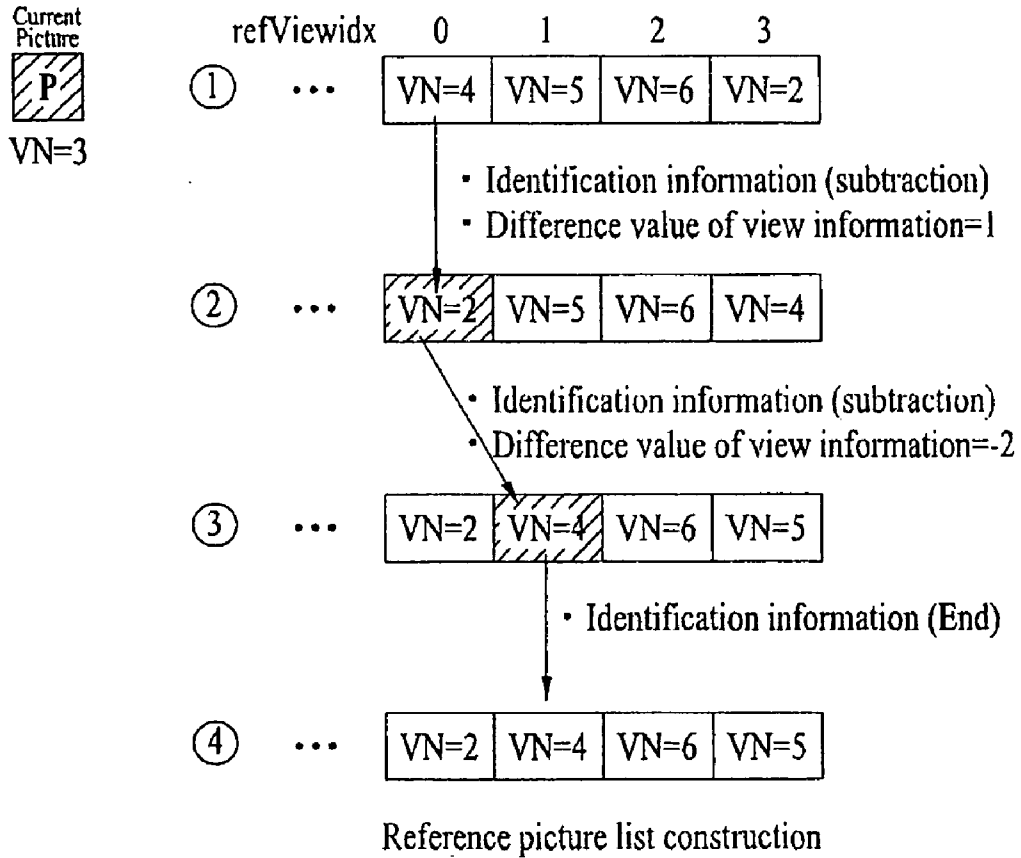 Current
Picture
P
VN=3
refViewidx 0 1 2 3
① ••• VN=4 VN=5 VN=6 VN=2
• Identification information (subtraction)
• Difference value of view information=1
② ••• VN=2 VN=5 VN=6 VN=4
• Identification information (subtraction)
• Difference value of view information=-2
③ ••• VN=2 VN=4 VN=6 VN=5
• Identification information (End)
④ ••• VN=2 VN=4 VN=6 VN=5
Reference picture list construction